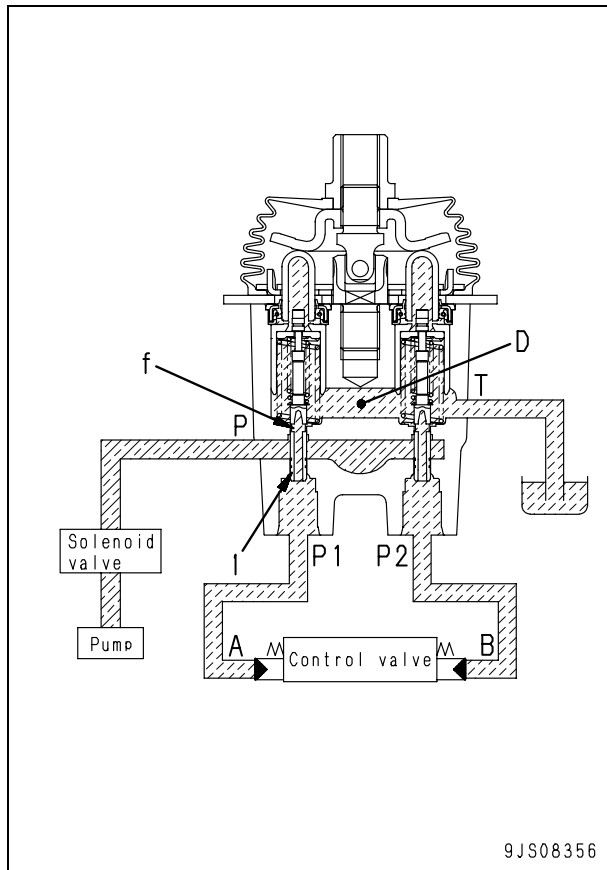 D
f
T
P
Solenoid
valve
1
P1
P2
Pump
A
Control valve
B
9JS08356